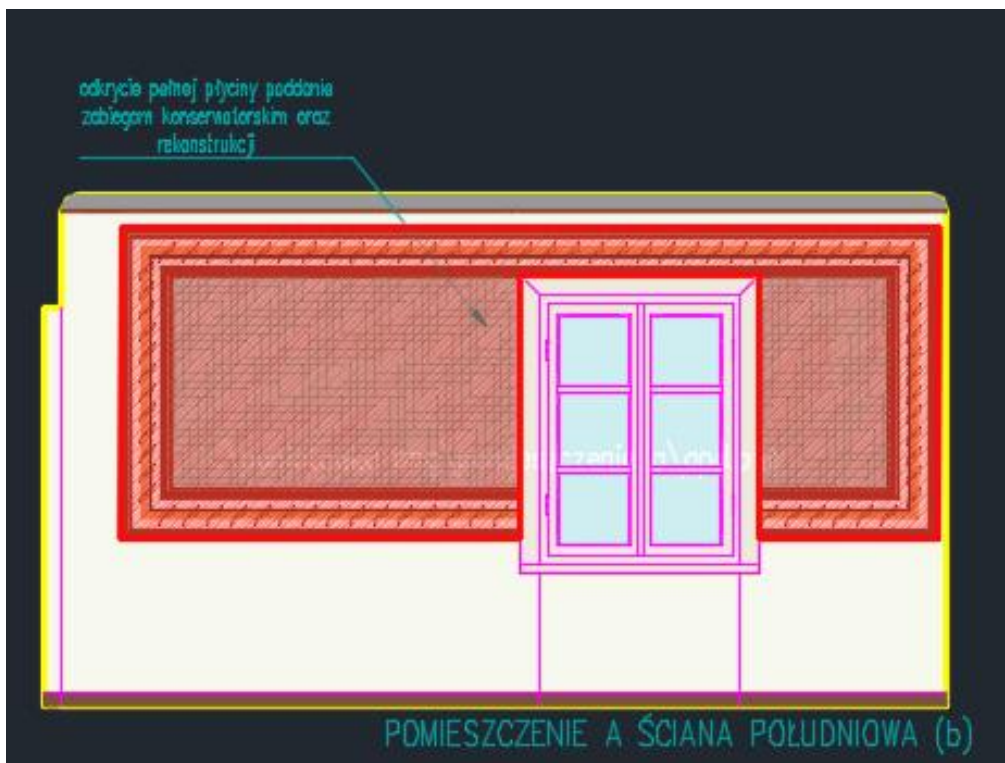 odkrycie pełnej płyciny poddanie
zabiegom konserwatorskim oraz
rekonstrukcji
POMIESZCZENIE A ŚCIANA POŁUDNIOWA (b)